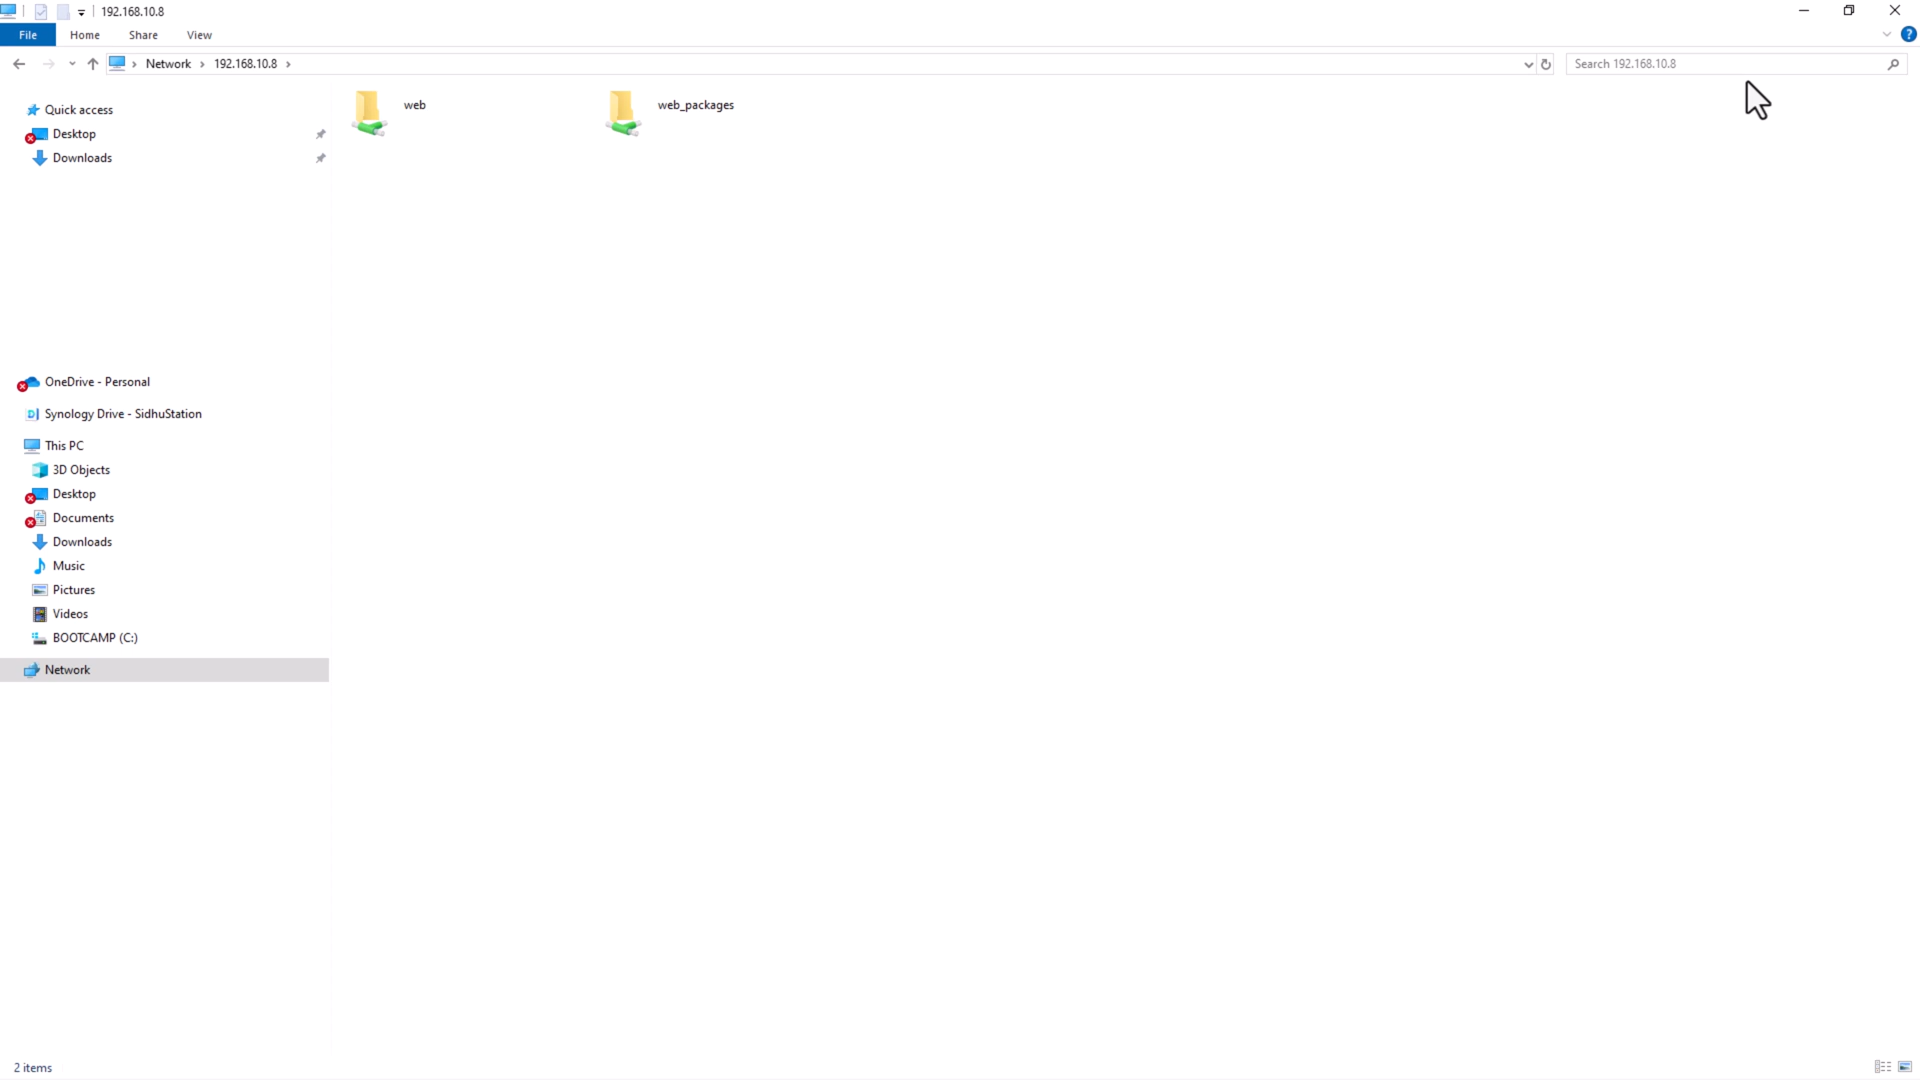 192.168.10.8
File Home Share View ?
Network 192.168.10.8 Search 192.168.10.8
Quick access
Desktop
Downloads
OneDrive - Personal
Synology Drive - SidhuStation
This PC
3D Objects
Desktop
Documents
Downloads
Music
Pictures
Videos
BOOTCAMP (C:)
Network
web
web_packages
2 items